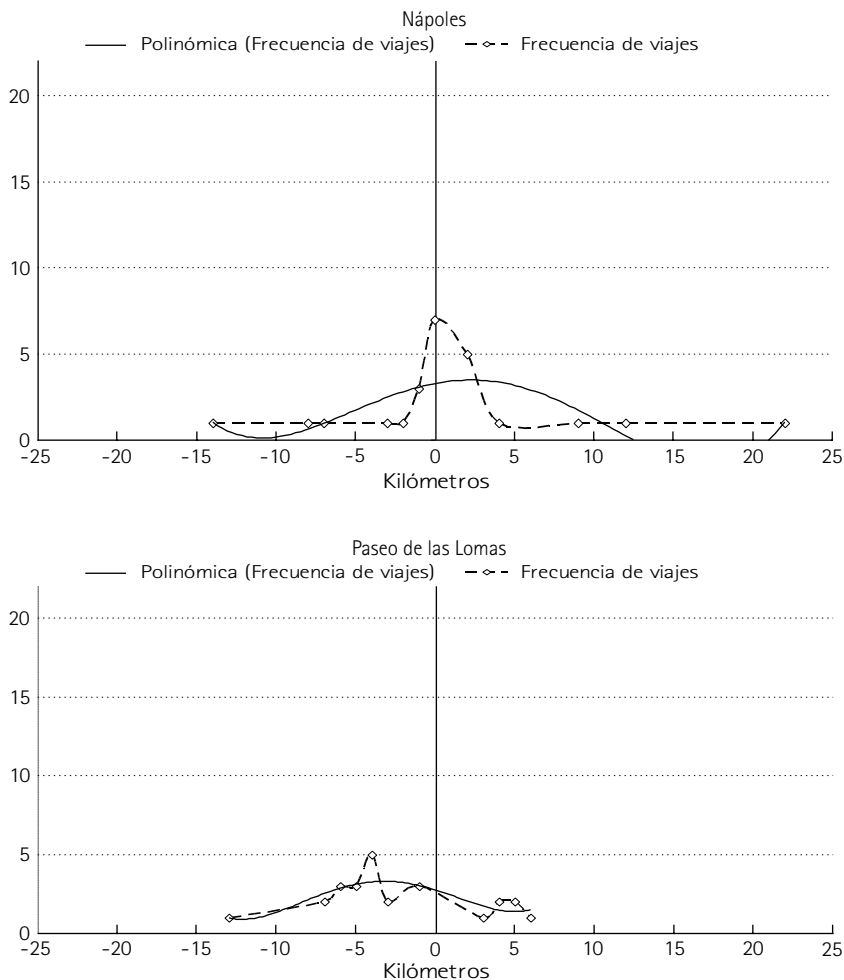 Nápoles
Polinómica (Frecuencia de viajes) Frecuencia de viajes
20
15
10
5
0
-25 -20 -15 -10 -5 0 5 10 15 20 25
Kilómetros
Paseo de las Lomas
Polinómica (Frecuencia de viajes) Frecuencia de viajes
20
15
10
5
0
-25 -20 -15 -10 -5 0 5 10 15 20 25
Kilómetros